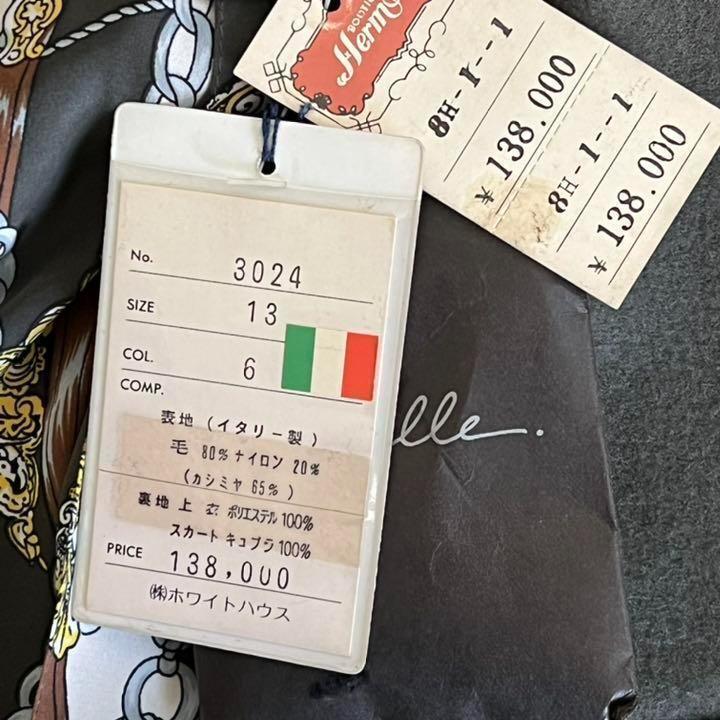 BOUTIQUE
8H-1--1
¥ 138.000
8H-1--1
¥ 138.000
No. 3024
SIZE 13
COL. 6
COMP.
表地 (イタリー製)
毛 80% ナイロン 20%
(カシミヤ 65%)
裏地 上衣 ポリエステル 100%
スカート キュプラ 100%
PRICE 138,000
㈱ホワイトハウス